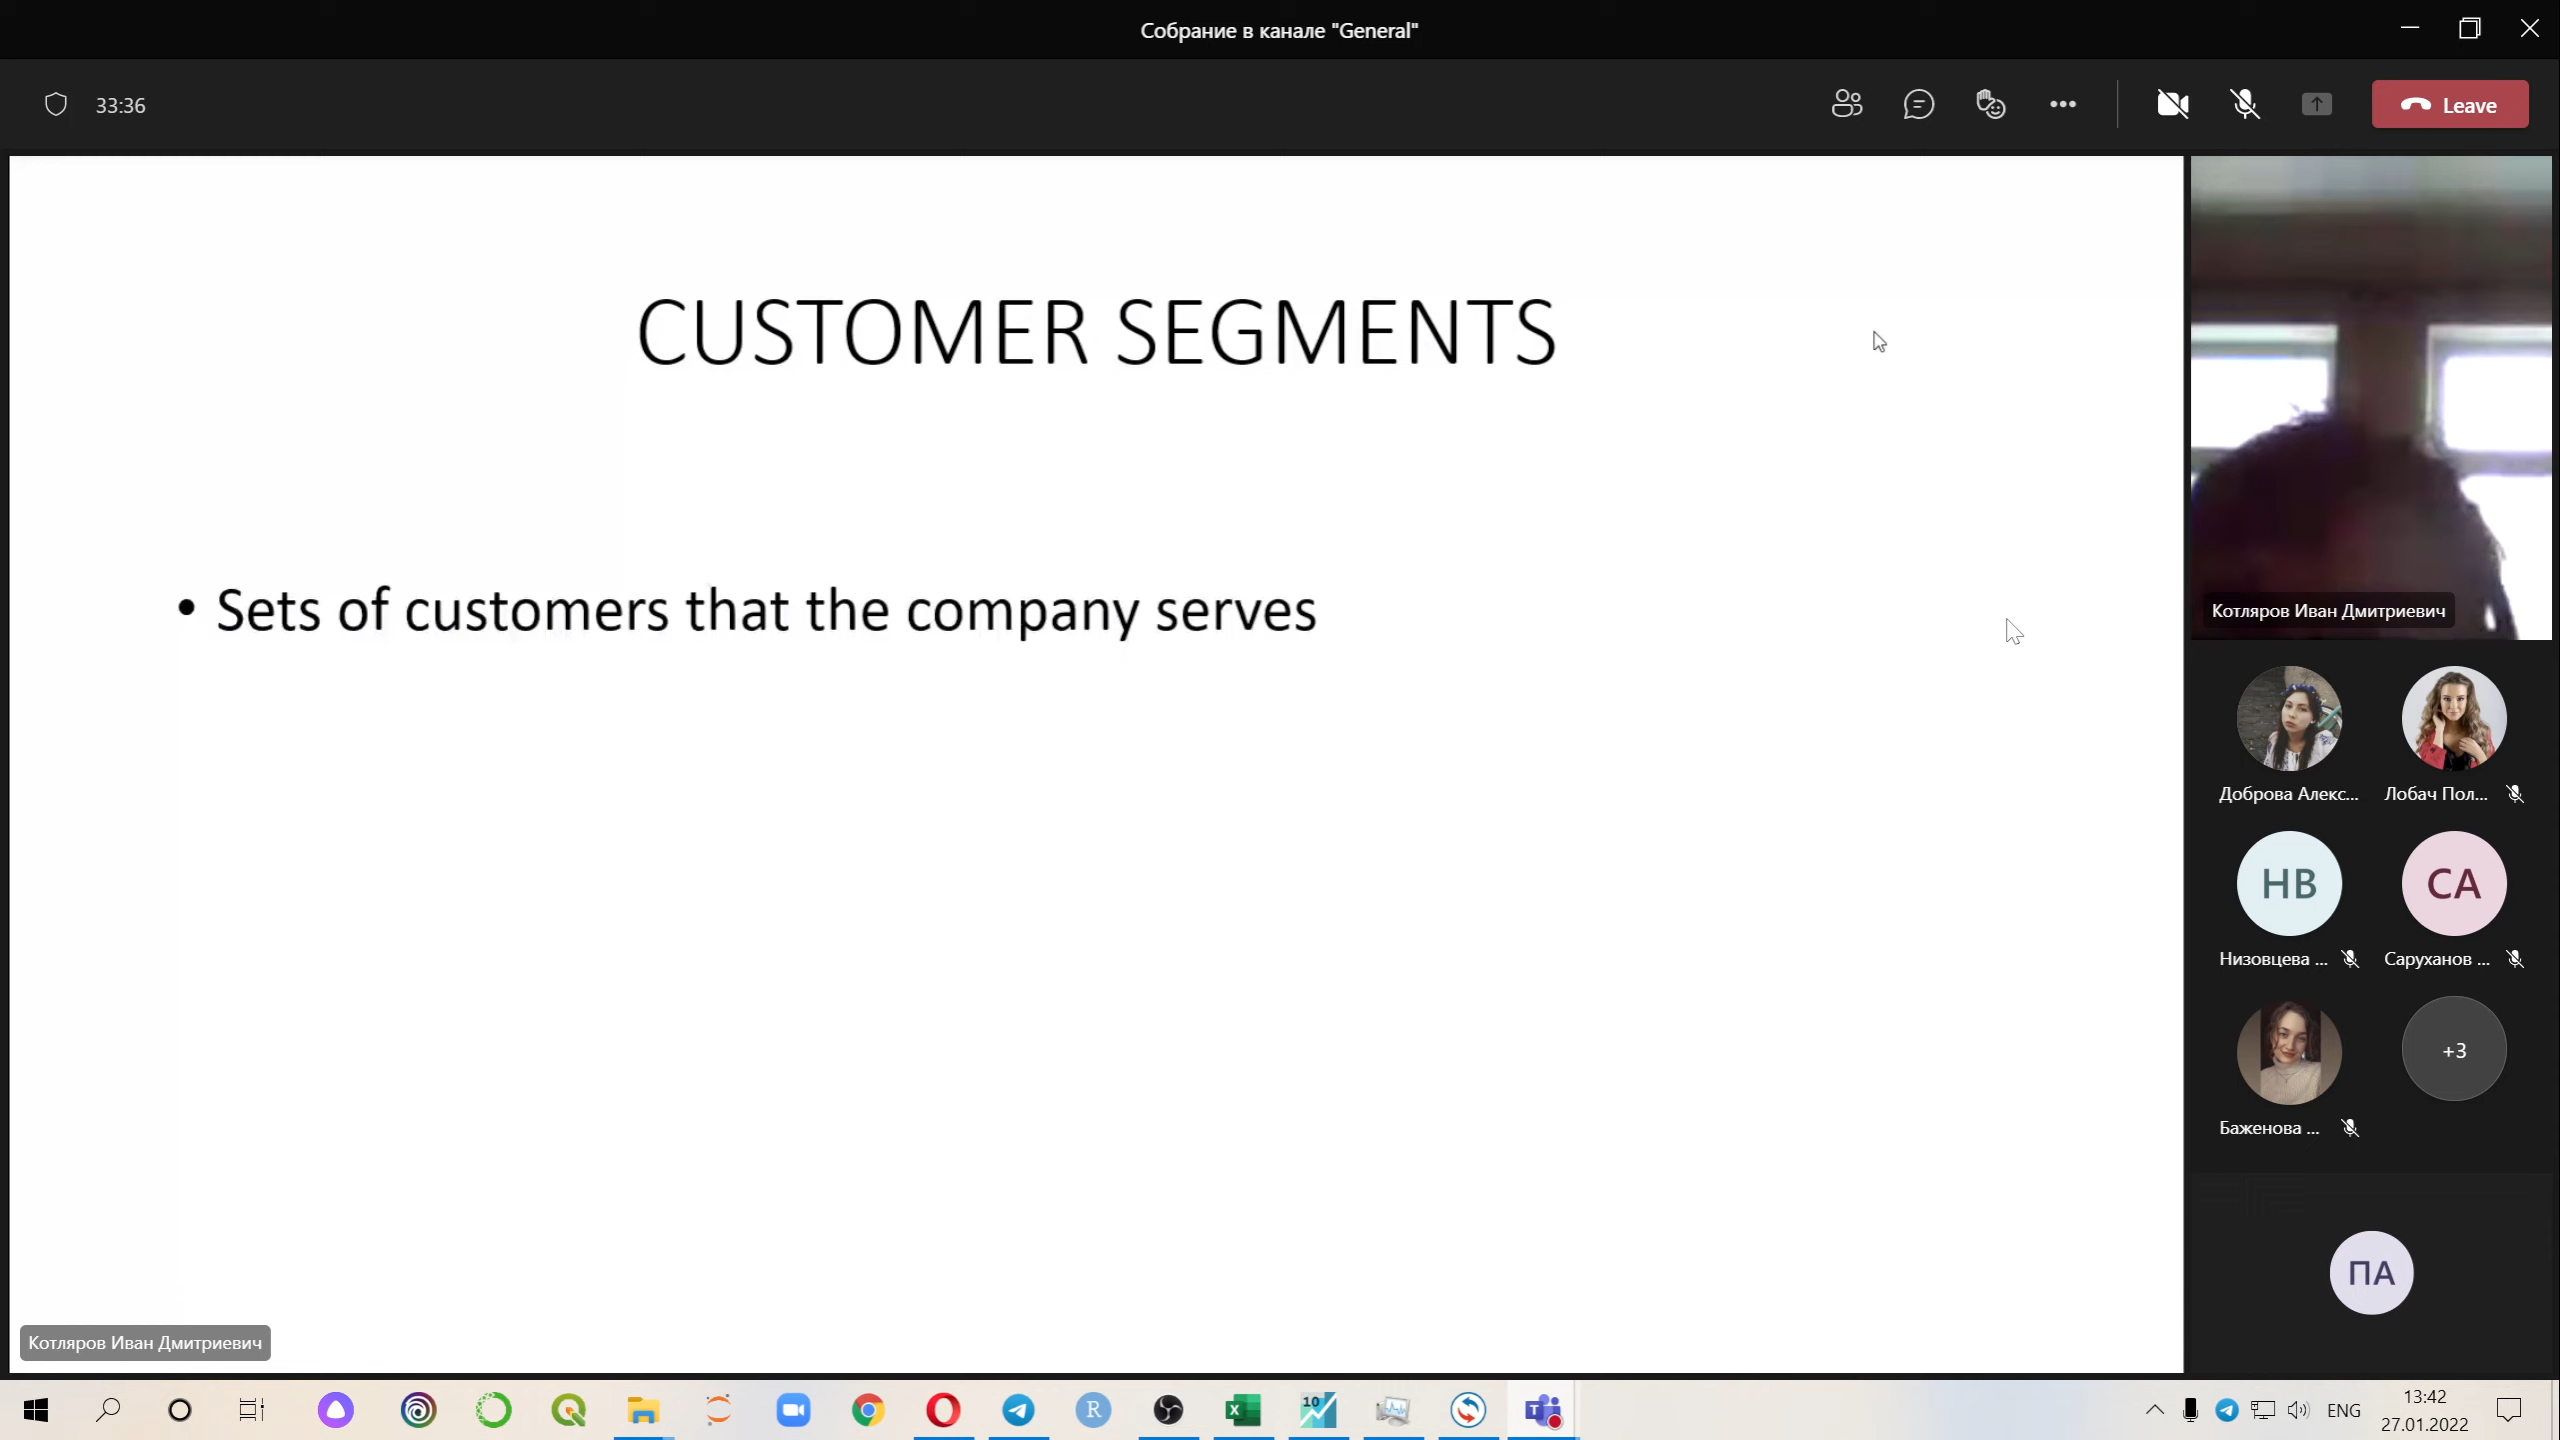 Собрание в канале "General"
33:36
Leave
CUSTOMER SEGMENTS
• Sets of customers that the company serves
Котляров Иван Дмитриевич
Доброва Алекс...
Лобач Пол...
НВ
СА
Низовцева ...
Саруханов ...
+3
Баженова ...
ПА
Котляров Иван Дмитриевич
R
10
ENG
13:42
27.01.2022